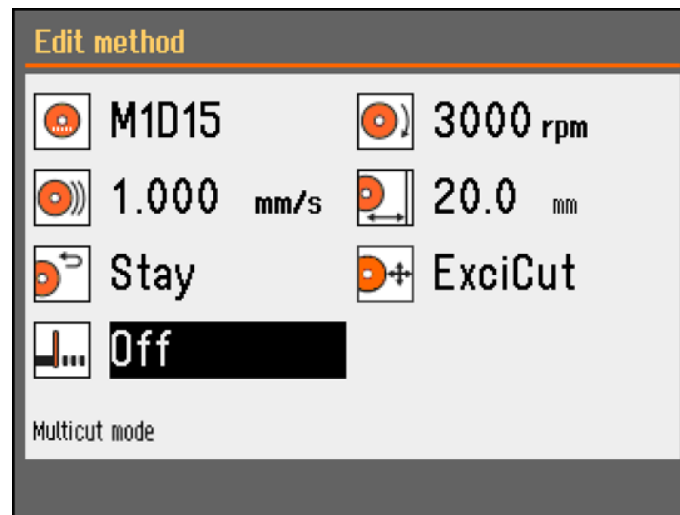 Edit method
M1D15 3000 rpm
1.000 mm/s 20.0 mm
Stay ExciCut
Off
Multicut mode